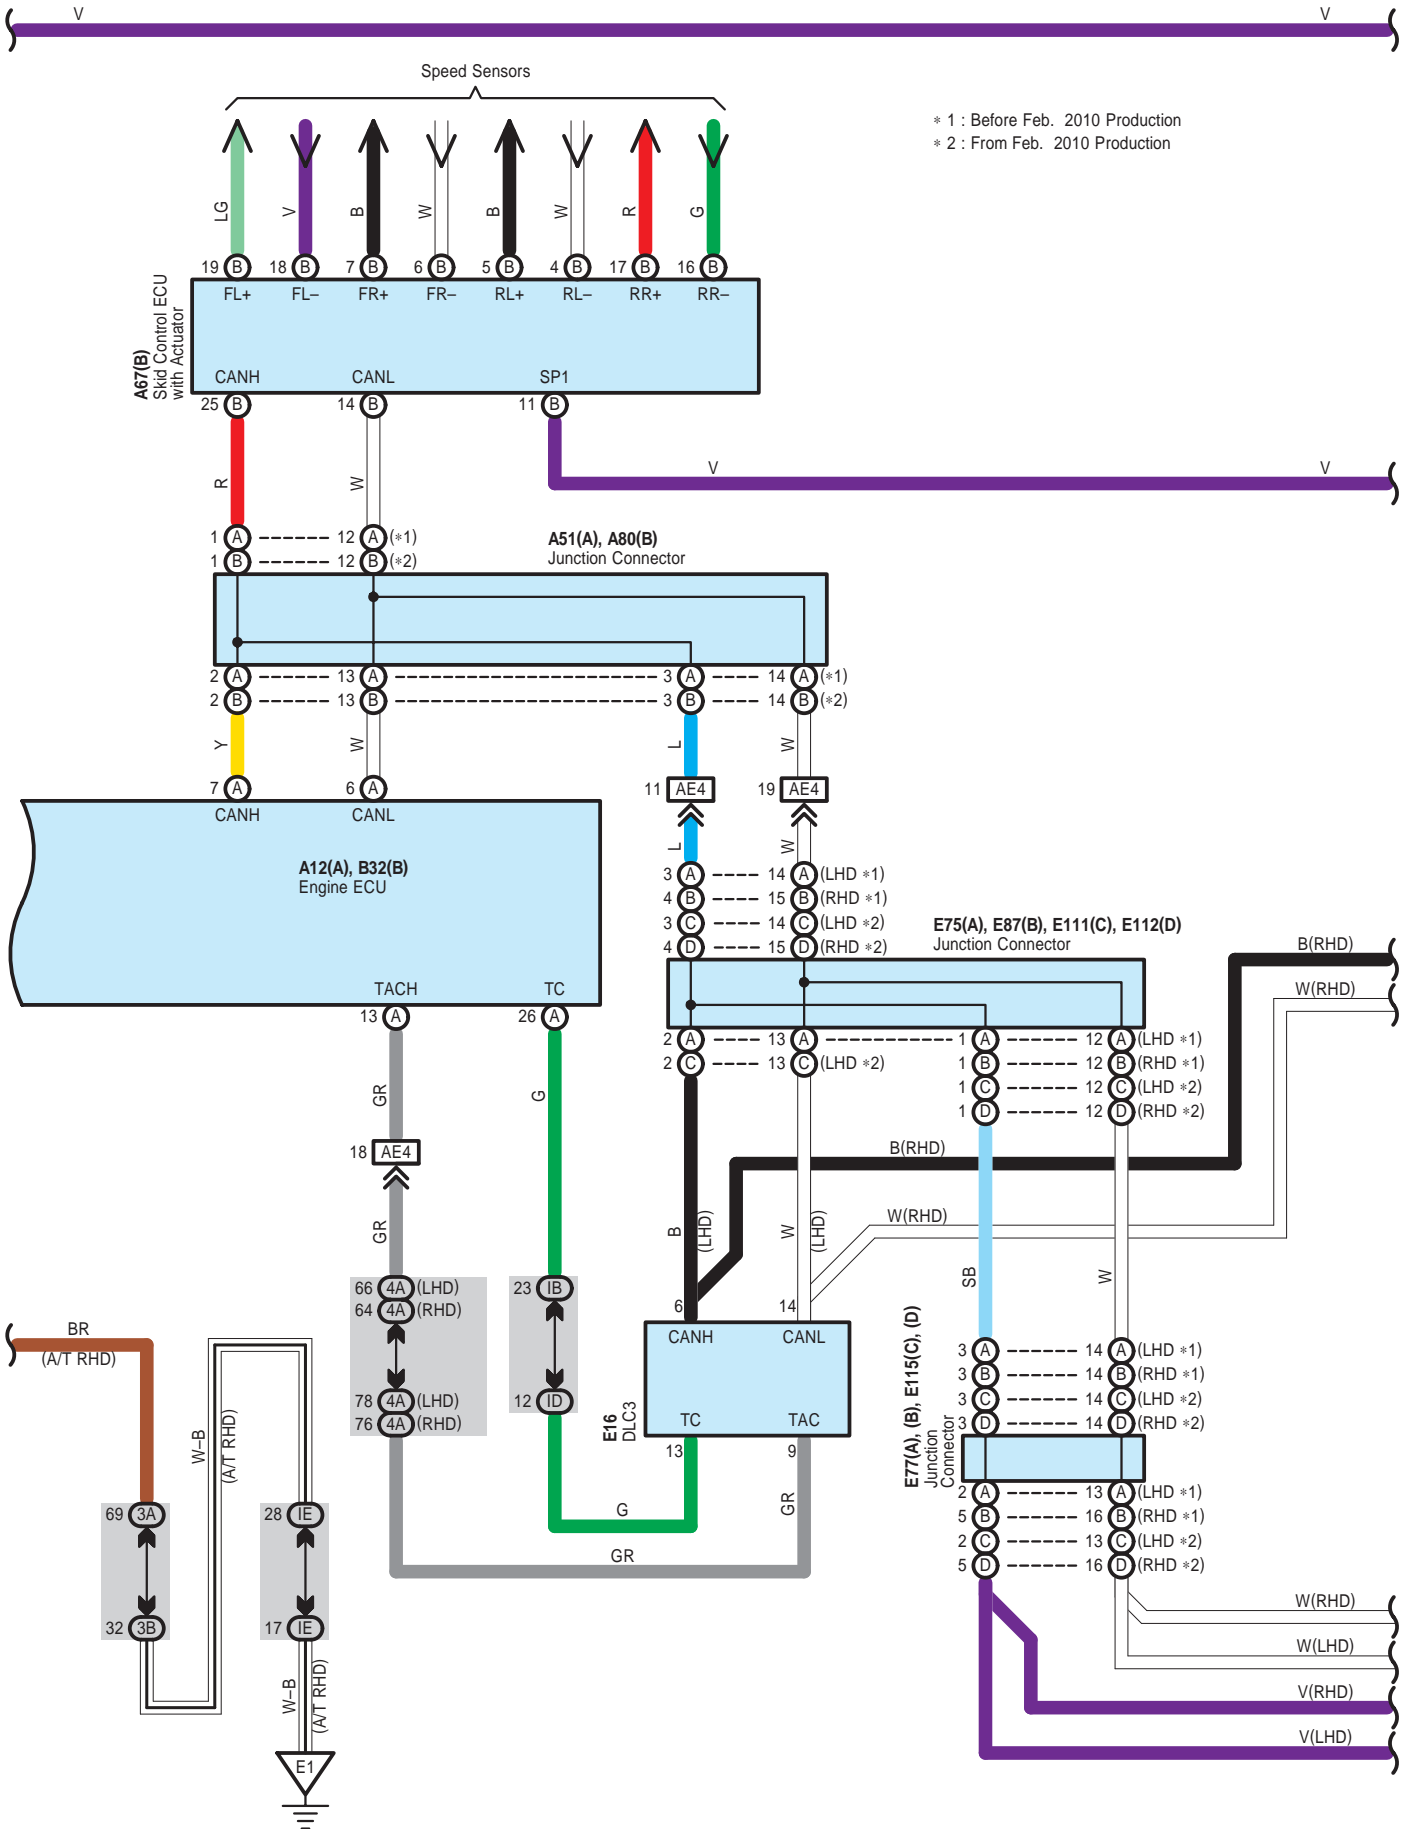 V V
Speed Sensors
∗ 1 : Before Feb. 2010 Production
∗ 2 : From Feb. 2010 Production
LG V B W B W R G
19 B 18 B 7 B 6 B 5 B 4 B 17 B 16 B
FL+ FL– FR+ FR– RL+ RL– RR+ RR–
A67(B)
Skid Control ECU
with Actuator
CANH CANL SP1
25 B 14 B 11 B
V V
R W
1 A 12 A (∗1)
1 B 12 B (∗2)
A51(A), A80(B)
Junction Connector
2 A 13 A 3 A 14 A (∗1)
2 B 13 B 3 B 14 B (∗2)
Y W L W
7 A 6 A 11 AE4 19 AE4
CANH CANL
L W
A12(A), B32(B)
Engine ECU
3 A 14 A (LHD ∗1)
4 B 15 B (RHD ∗1)
3 C 14 C (LHD ∗2)
4 D 15 D (RHD ∗2)
E75(A), E87(B), E111(C), E112(D)
Junction Connector
B(RHD)
W(RHD)
TACH TC
13 A 26 A
2 A 13 A 1 A 12 A (LHD ∗1)
2 C 13 C (LHD ∗2) 1 B 12 B (RHD ∗1)
1 C 12 C (LHD ∗2)
1 D 12 D (RHD ∗2)
GR G
18 AE4
B(RHD)
GR
B (LHD) W (LHD)
W(RHD)
SB W
66 4A (LHD)
64 4A (RHD)
23 IB
6 14
CANH CANL
BR
(A/T RHD)
78 4A (LHD)
76 4A (RHD)
12 ID
E16
DLC3
TC TAC
13 9
3 A 14 A (LHD ∗1)
3 B 14 B (RHD ∗1)
3 C 14 C (LHD ∗2)
3 D 14 D (RHD ∗2)
E77(A), (B), E115(C), (D)
Junction
Connector
W–B
(A/T RHD)
2 A 13 A (LHD ∗1)
5 B 16 B (RHD ∗1)
2 C 13 C (LHD ∗2)
5 D 16 D (RHD ∗2)
69 3A 28 IE
G GR
GR
32 3B 17 IE
W(RHD)
W(LHD)
V(RHD)
V(LHD)
W–B
(A/T RHD)
E1